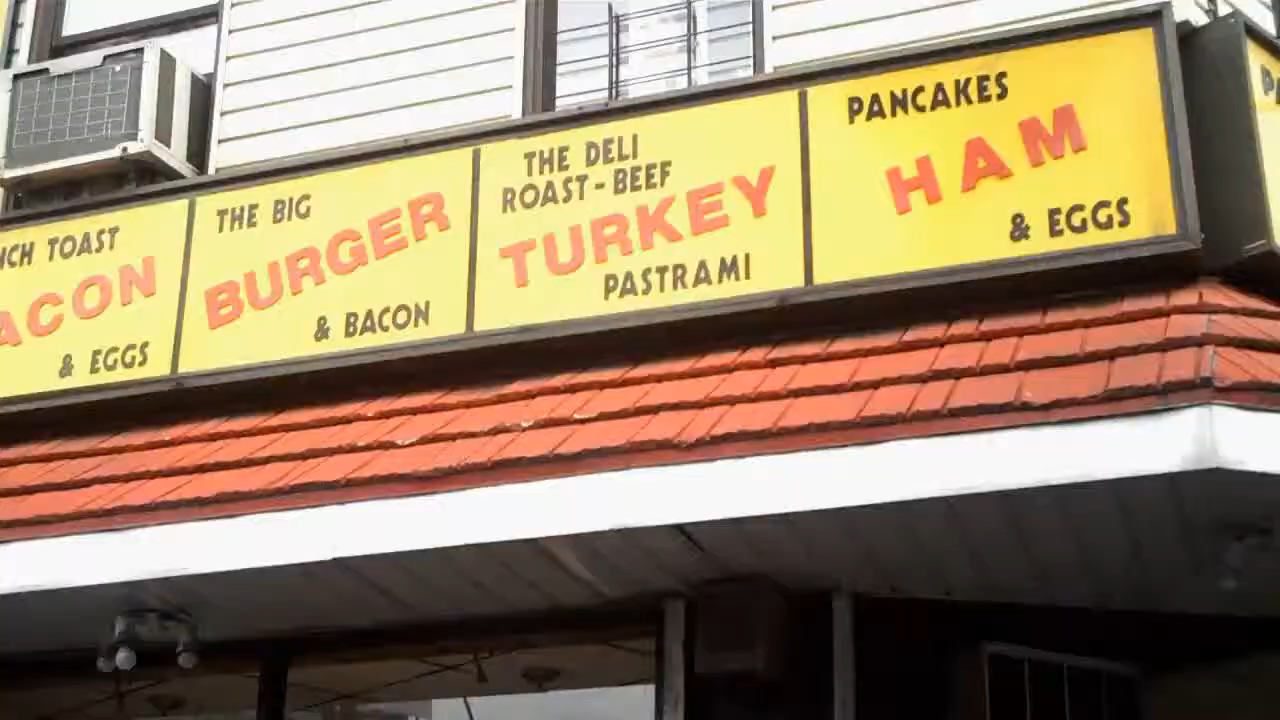 NCH TOAST
ACON
& EGGS
THE BIG
BURGER
& BACON
THE DELI
ROAST-BEEF
TURKEY
PASTRAMI
PANCAKES
HAM
& EGGS